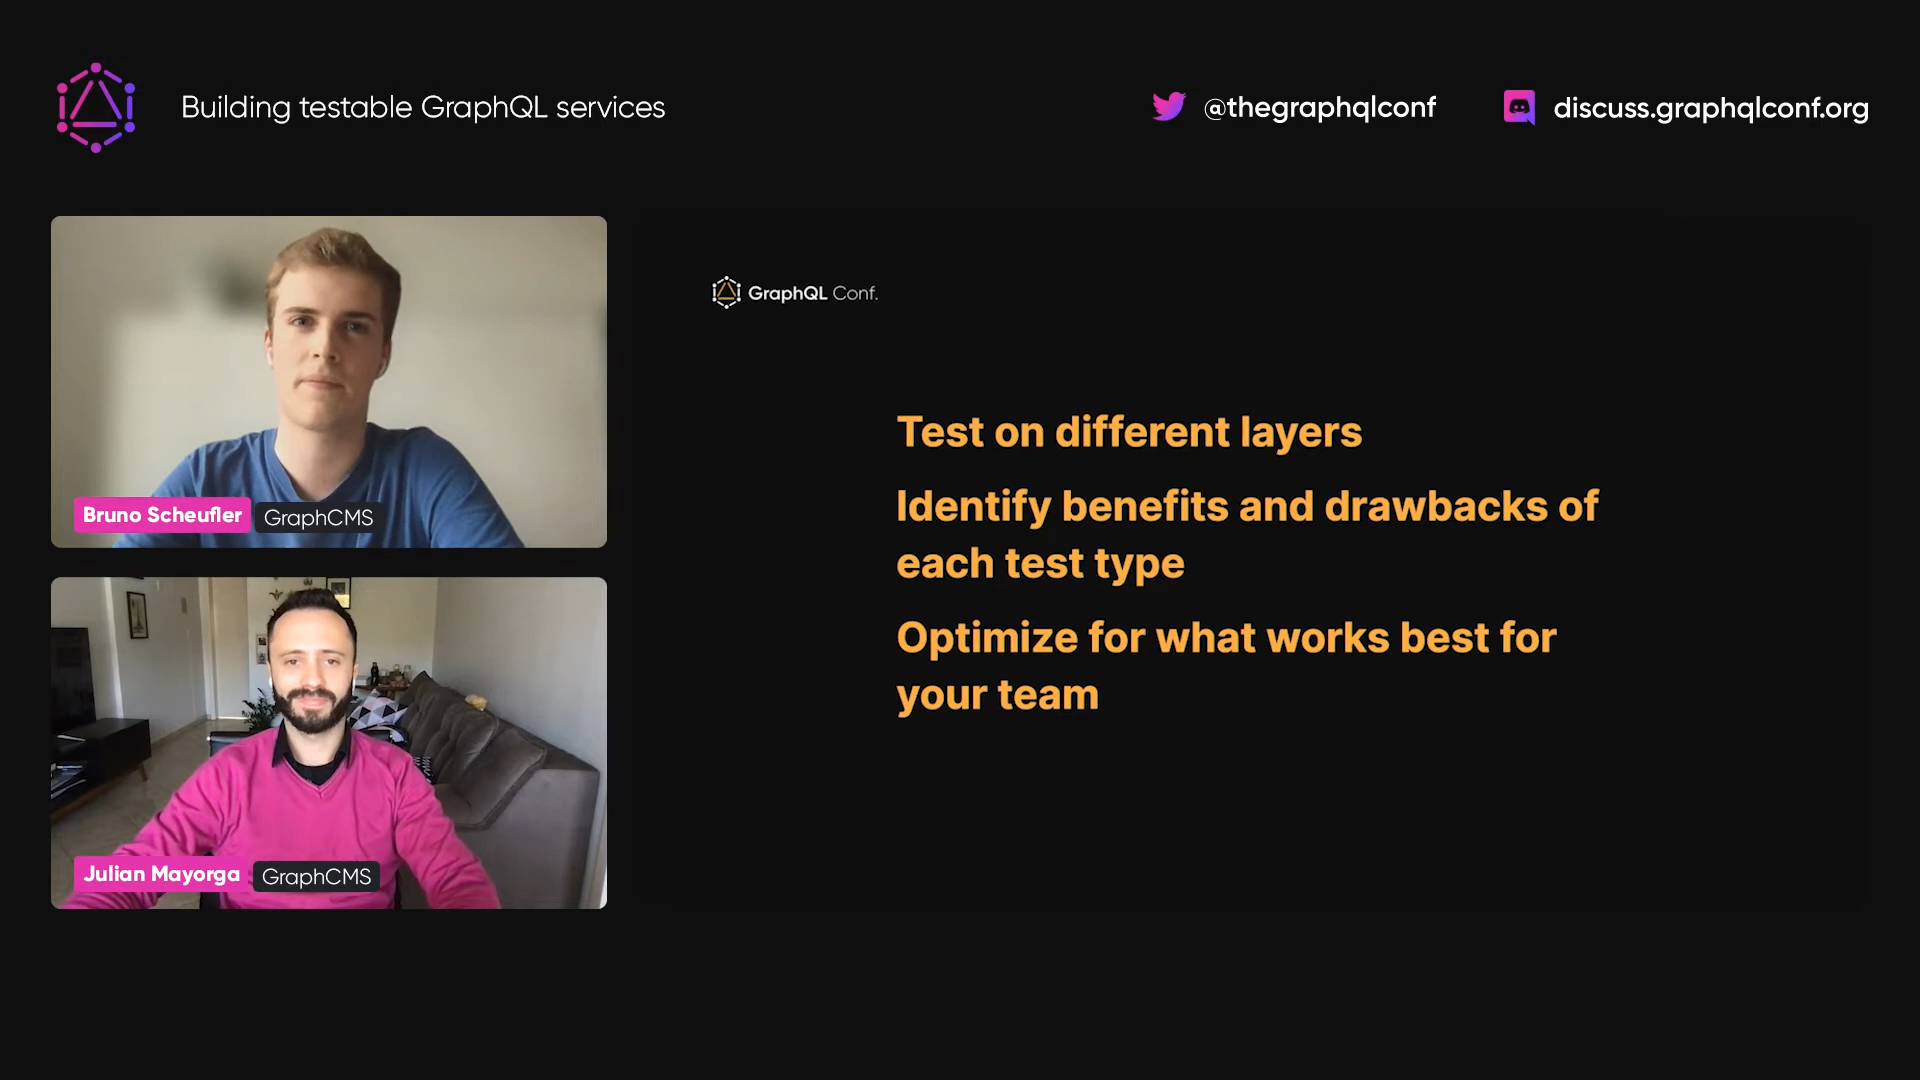 Building testable GraphQL services
@thegraphqlconf
discuss.graphqlconf.org
Bruno Scheufler
GraphCMS
Julian Mayorga
GraphCMS
GraphQL Conf.
Test on different layers
Identify benefits and drawbacks of
each test type
Optimize for what works best for
your team